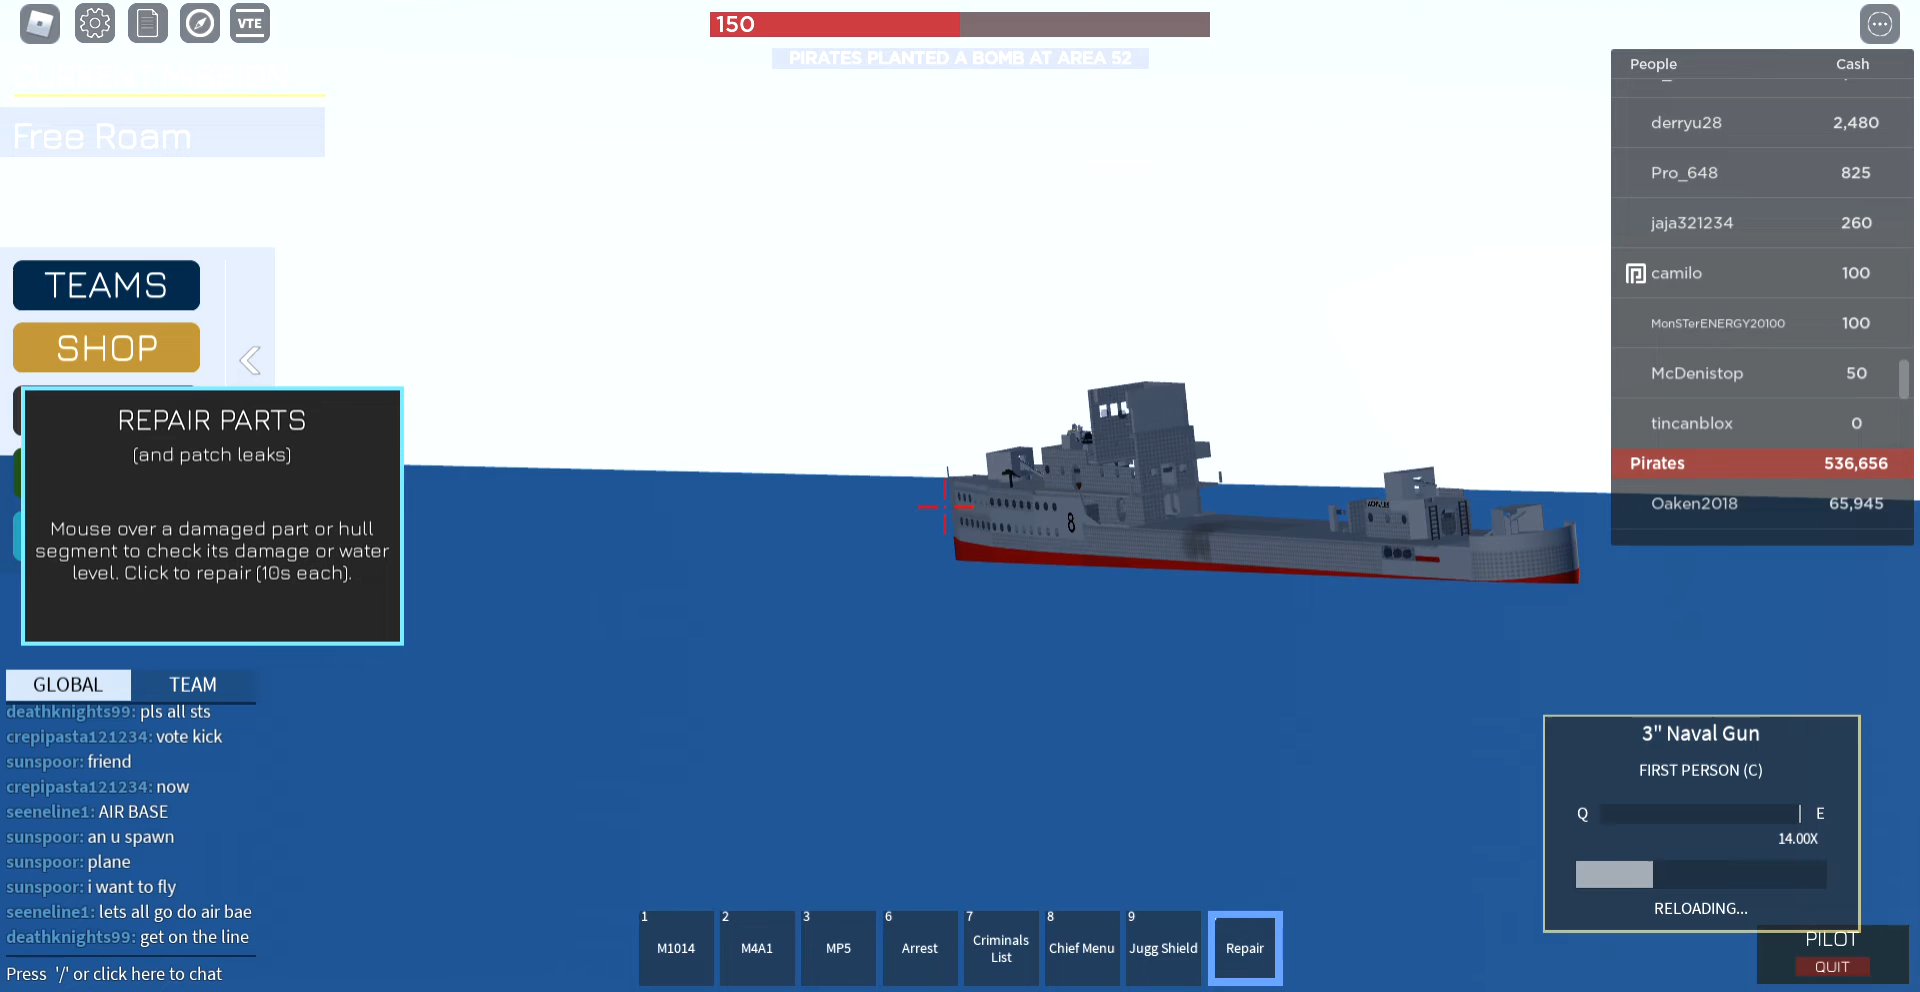 VTE
150
PIRATES PLANTED A BOMB AT AREA 52
Free Roam
People Cash
derryu28 2,480
Pro_648 825
jaja321234 260
camilo 100
MonSTerENERGY20100 100
McDenistop 50
tincanblox 0
Pirates 536,656
Oaken2018 65,945
TEAMS
SHOP
REPAIR PARTS
(and patch leaks)
Mouse over a damaged part or hull
segment to check its damage or water
level. Click to repair (10s each).
8
GLOBAL TEAM
deathknights99: pls all sts
crepipasta121234: vote kick
sunspoor: friend
crepipasta121234: now
seeneline1: AIR BASE
sunspoor: an u spawn
sunspoor: plane
sunspoor: i want to fly
seeneline1: lets all go do air bae
deathknights99: get on the line
Press '/' or click here to chat
1 M1014
2 M4A1
3 MP5
6 Arrest
7 Criminals
List
8 Chief Menu
9 Jugg Shield
Repair
3" Naval Gun
FIRST PERSON (C)
Q E
14.00X
RELOADING...
PILOT
QUIT